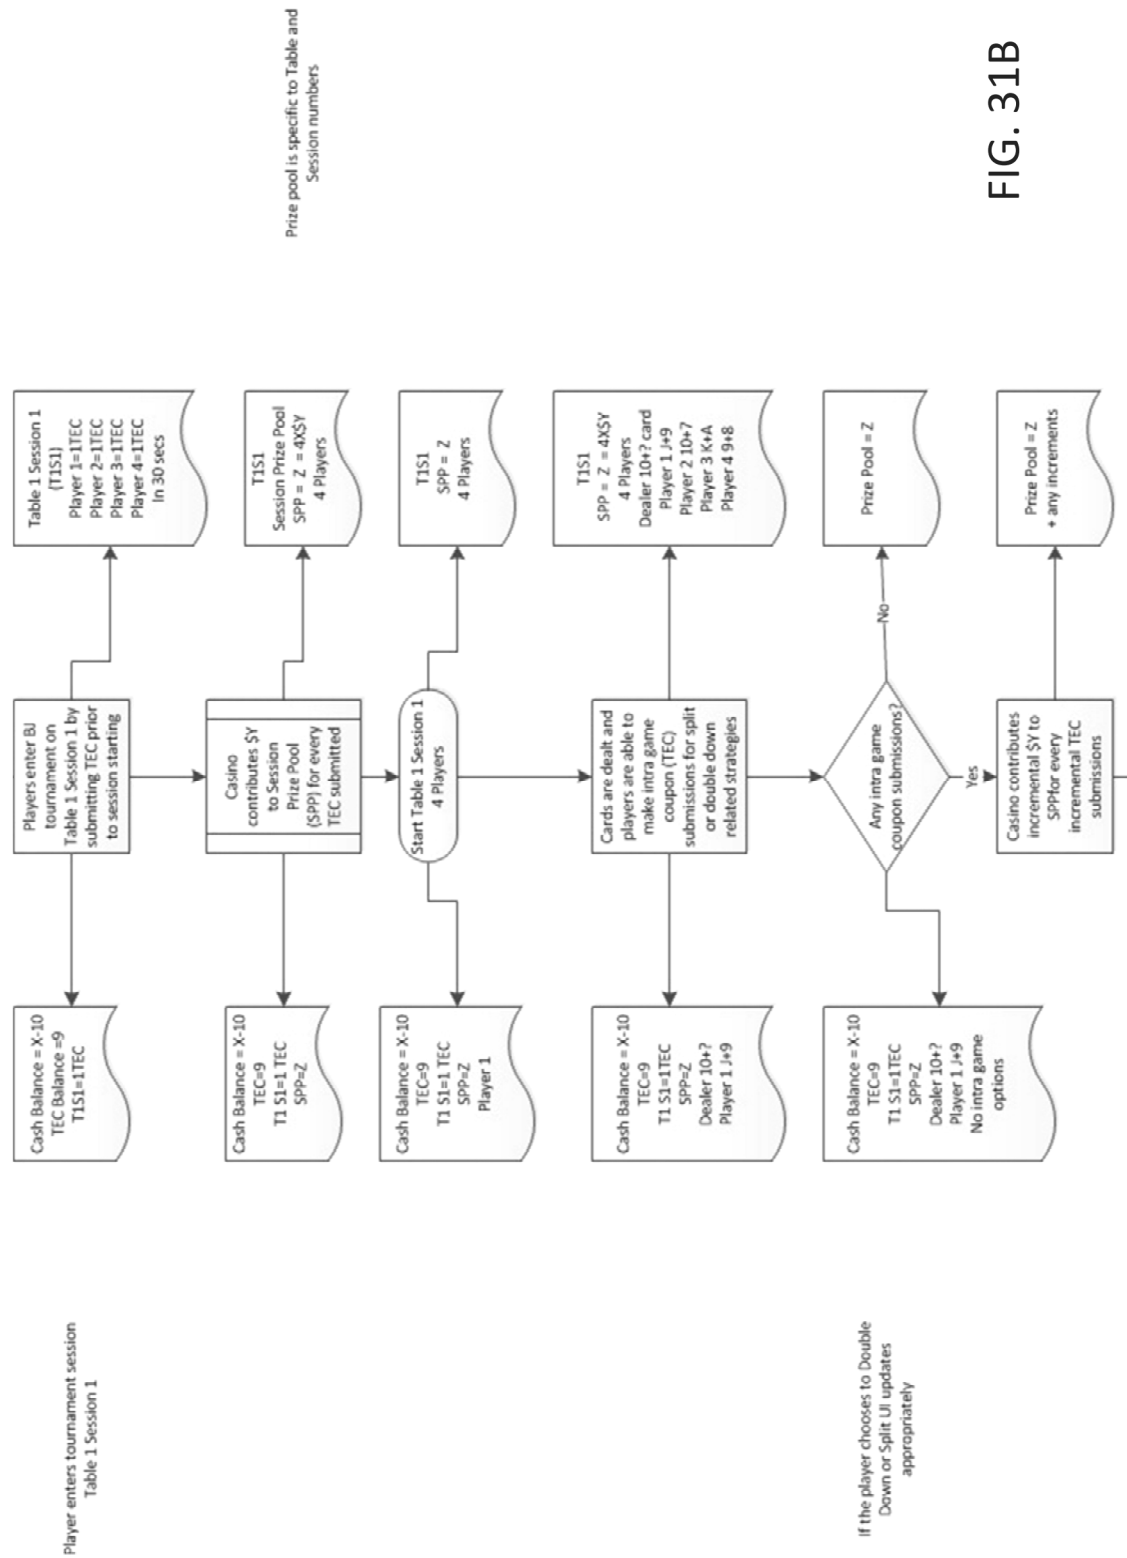 Player enters tournament session
Table 1 Session 1
Cash Balance = X-10
TEC Balance =9
T1S1=1TEC
Players enter BJ
tournament on
Table 1 Session 1 by
submitting TEC prior
to session starting
Table 1 Session 1
(T1S1)
Player 1=1TEC
Player 2=1TEC
Player 3=1TEC
Player 4=1TEC
In 30 secs
Cash Balance = X-10
TEC=9
T1 S1=1 TEC
SPP=Z
Casino
contributes $Y
to Session
Prize Pool
(SPP) for every
TEC submitted
T1S1
Session Prize Pool
SPP = Z = 4X$Y
4 Players
Prize pool is specific to Table and
Session numbers
Cash Balance = X-10
TEC=9
T1 S1=1 TEC
SPP=Z
Player 1
Start Table 1 Session 1
4 Players
T1S1
SPP = Z
4 Players
Cash Balance = X-10
TEC=9
T1 S1=1TEC
SPP=Z
Dealer 10+?
Player 1 J+9
Cards are dealt and
players are able to
make intra game
coupon (TEC)
submissions for split
or double down
related strategies
T1S1
SPP = Z = 4X$Y
4 Players
Dealer 10+? card
Player 1 J+9
Player 2 10+7
Player 3 K+A
Player 4 9+8
If the player chooses to Double
Down or Split UI updates
appropriately
Cash Balance = X-10
TEC=9
T1 S1=1TEC
SPP=Z
Dealer 10+?
Player 1 J+9
No intra game
options
Any intra game
coupon submissions?
No
Prize Pool = Z
Yes
Casino contributes
incremental $Y to
SPPfor every
incremental TEC
submissions
Prize Pool = Z
+ any increments
FIG. 31B